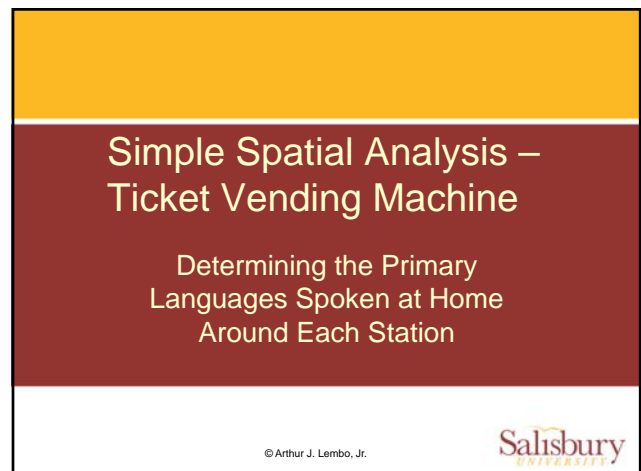 Simple Spatial Analysis –
Ticket Vending Machine
Determining the Primary
Languages Spoken at Home
Around Each Station
© Arthur J. Lembo, Jr.
Salisbury
UNIVERSITY